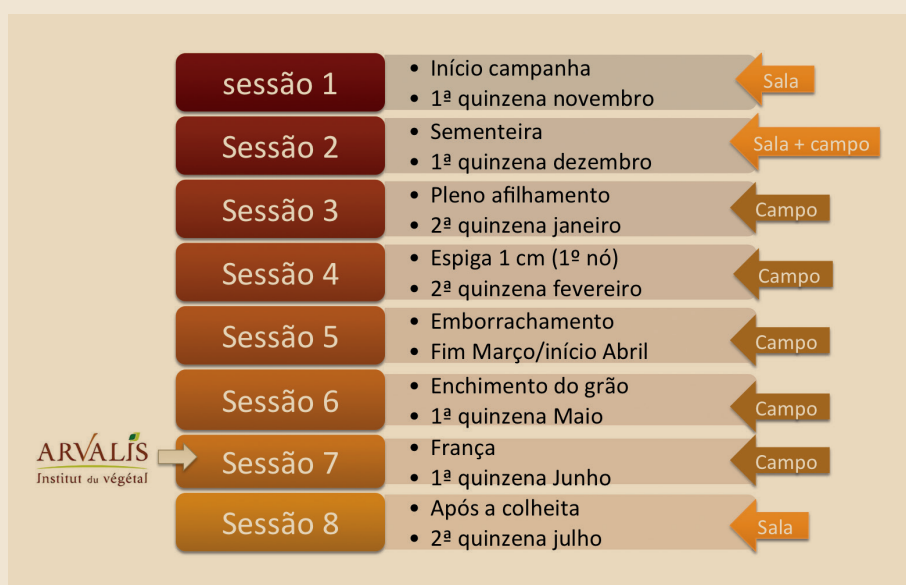 sessão 1
• Início campanha
• 1ª quinzena novembro
Sala
Sessão 2
• Sementeira
• 1ª quinzena dezembro
Sala + campo
Sessão 3
• Pleno afilhamento
• 2ª quinzena janeiro
Campo
Sessão 4
• Espiga 1 cm (1º nó)
• 2ª quinzena fevereiro
Campo
Sessão 5
• Emborrachamento
• Fim Março/início Abril
Campo
Sessão 6
• Enchimento do grão
• 1ª quinzena Maio
Campo
ARVALIS
Institut du végétal
Sessão 7
• França
• 1ª quinzena Junho
Campo
Sessão 8
• Após a colheita
• 2ª quinzena julho
Sala